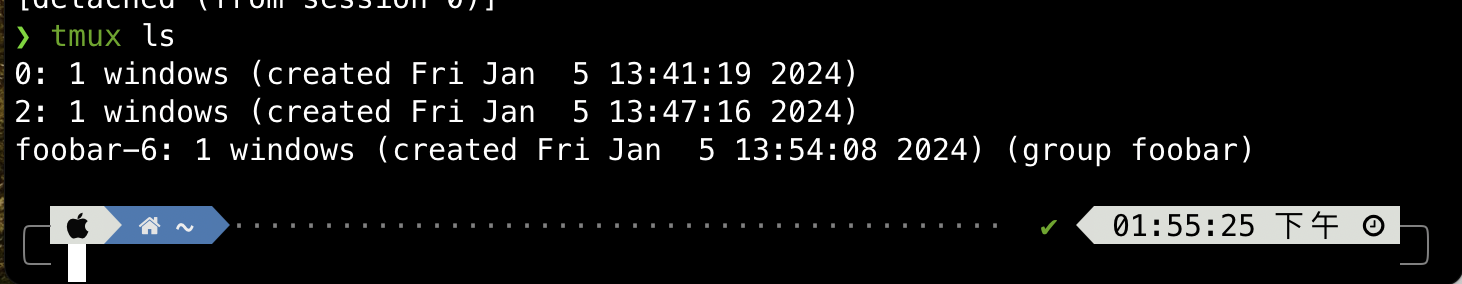 [detached (from session 0)]
❯ tmux ls
0: 1 windows (created Fri Jan  5 13:41:19 2024)
2: 1 windows (created Fri Jan  5 13:47:16 2024)
foobar-6: 1 windows (created Fri Jan  5 13:54:08 2024) (group foobar)
~ ✔ 01:55:25 下午